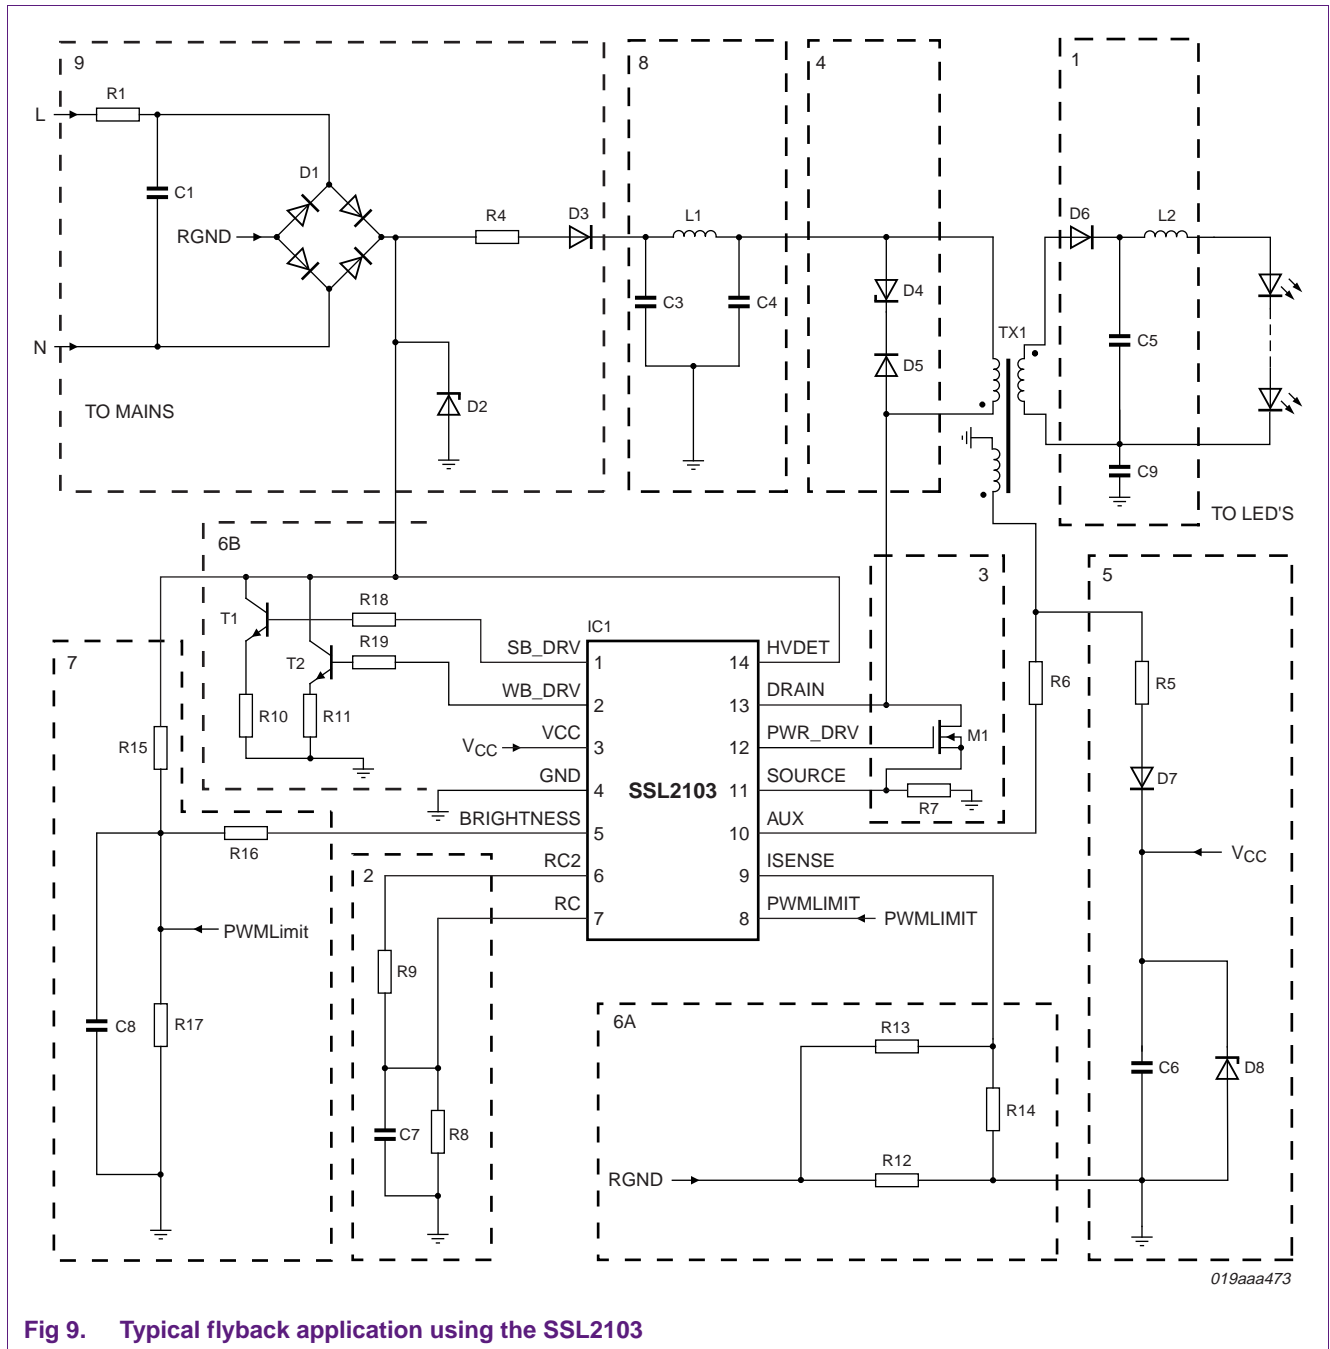 9
8
4
1
R1
L
C1
D1
RGND
N
TO MAINS
R4
D3
D2
L1
C3
C4
D4
D5
TX1
D6
L2
C5
C9
TO LED'S
6B
T1
R18
T2
R19
R10
R11
7
R15
R16
PWMLimit
C8
R17
IC1
SB_DRV
1
WB_DRV
2
VCC
VCC
3
GND
4
BRIGHTNESS
5
RC2
6
RC
7
SSL2103
14
HVDET
13
DRAIN
12
PWR_DRV
11
SOURCE
10
AUX
9
ISENSE
8
PWMLIMIT
PWMLIMIT
3
M1
R7
R6
5
R5
D7
VCC
C6
D8
2
R9
C7
R8
6A
R13
R14
R12
RGND
019aaa473
Fig 9. Typical flyback application using the SSL2103